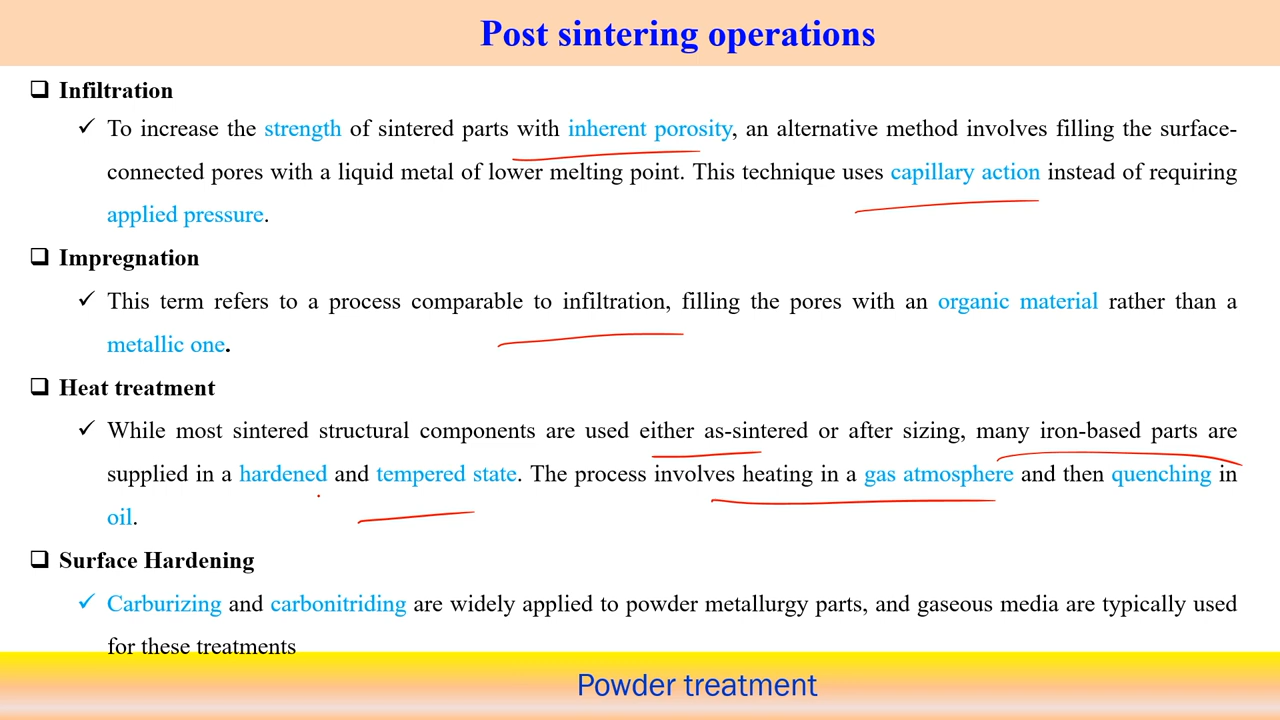 Post sintering operations
❑ Infiltration
✓ To increase the strength of sintered parts with inherent porosity, an alternative method involves filling the surface-
connected pores with a liquid metal of lower melting point. This technique uses capillary action instead of requiring
applied pressure.
❑ Impregnation
✓ This term refers to a process comparable to infiltration, filling the pores with an organic material rather than a
metallic one.
❑ Heat treatment
✓ While most sintered structural components are used either as-sintered or after sizing, many iron-based parts are
supplied in a hardened and tempered state. The process involves heating in a gas atmosphere and then quenching in
oil.
❑ Surface Hardening
✓ Carburizing and carbonitriding are widely applied to powder metallurgy parts, and gaseous media are typically used
for these treatments
Powder treatment